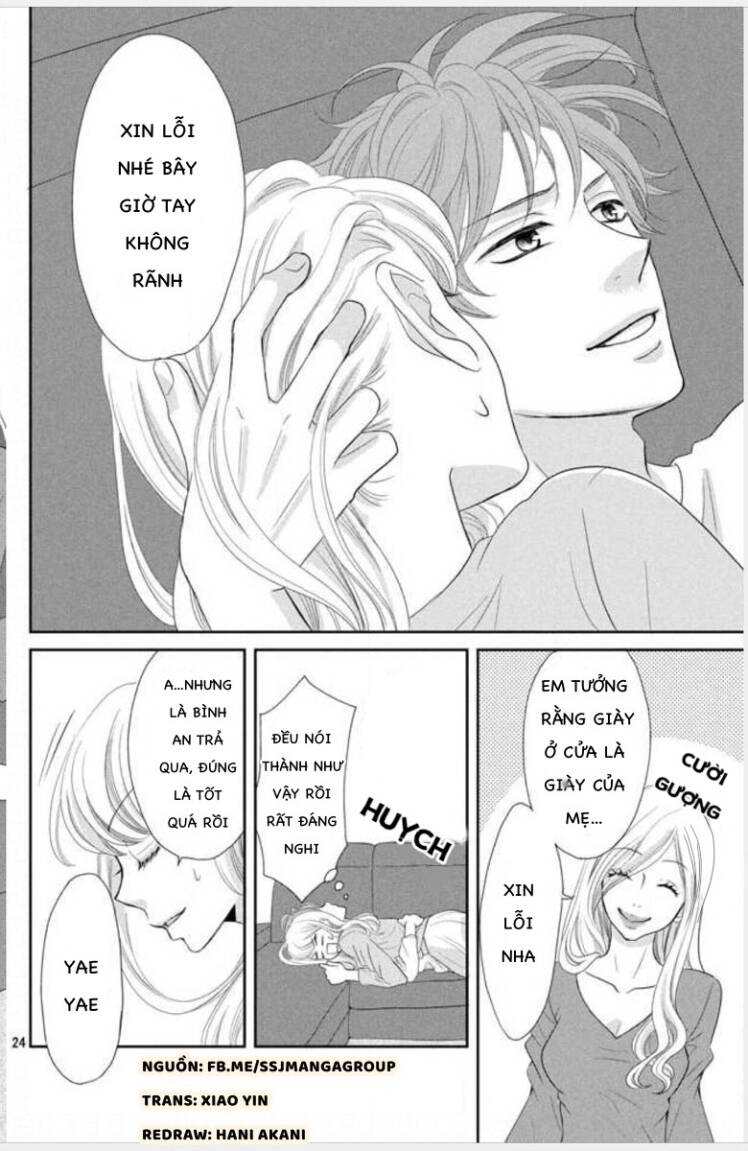 XIN LỖI
NHÉ BÂY
GIỜ TAY
KHÔNG
RÃNH
EM TƯỞNG
RẰNG GIÀY
Ở CỬA LÀ
GIÀY CỦA
MẸ...
CƯỜI
GƯỢNG
XIN
LỖI
NHA
ĐỀU NÓI
THÀNH NHƯ
VẬY RỒI
RẤT ĐÁNG
NGHI
HUỴCH
A...NHƯNG
LÀ BÌNH
AN TRẢ
QUA, ĐÚNG
LÀ TỐT
QUÁ RỒI
YAE
YAE
24
NGUỒN: FB.ME/SSJMANGAGROUP
TRANS: XIAO YIN
REDRAW: HANI AKANI